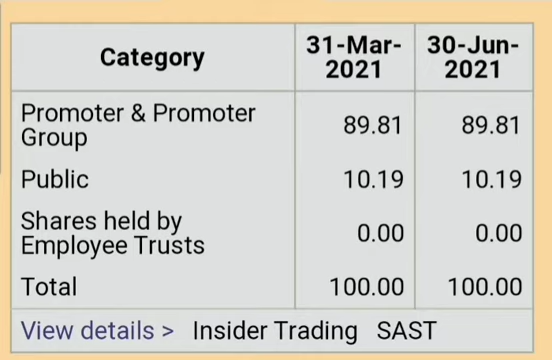 Category 31-Mar-2021 30-Jun-2021
Promoter & Promoter Group 89.81 89.81
Public 10.19 10.19
Shares held by Employee Trusts 0.00 0.00
Total 100.00 100.00
View details > Insider Trading SAST